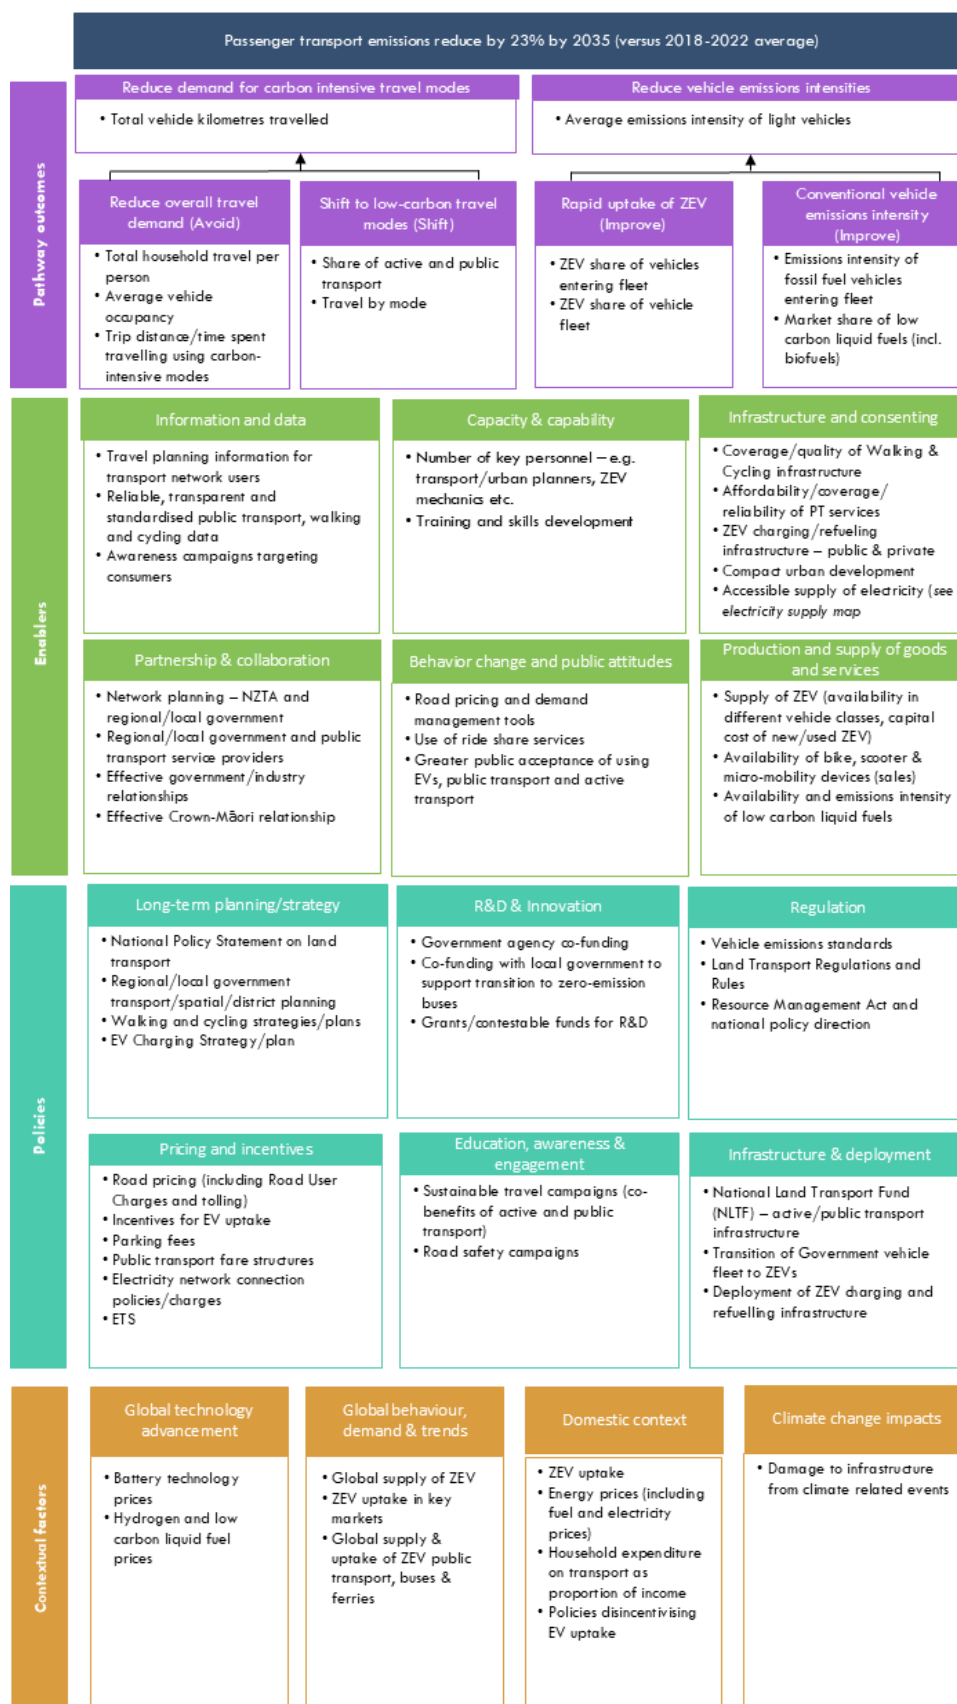 Passenger transport emissions reduce by 23% by 2035 (versus 2018-2022 average)
Pathway outcomes
Reduce demand for carbon intensive travel modes
• Total vehicle kilometres travelled
Reduce vehicle emissions intensities
• Average emissions intensity of light vehicles
Reduce overall travel
demand (Avoid)
• Total household travel per
person
• Average vehicle
occupancy
• Trip distance/time spent
travelling using carbon-
intensive modes
Shift to low-carbon travel
modes (Shift)
• Share of active and public
transport
• Travel by mode
Rapid uptake of ZEV
(Improve)
• ZEV share of vehicles
entering fleet
• ZEV share of vehicle
fleet
Conventional vehicle
emissions intensity
(Improve)
• Emissions intensity of
fossil fuel vehicles
entering fleet
• Market share of low
carbon liquid fuels (incl.
biofuels)
Enablers
Information and data
• Travel planning information for
transport network users
• Reliable, transparent and
standardised public transport, walking
and cycling data
• Awareness campaigns targeting
consumers
Capacity & capability
• Number of key personnel – e.g.
transport/urban planners, ZEV
mechanics etc.
• Training and skills development
Infrastructure and consenting
• Coverage/quality of Walking &
Cycling infrastructure
• Affordability/coverage/
reliability of PT services
• ZEV charging/refueling
infrastructure – public & private
• Compact urban development
• Accessible supply of electricity (see
electricity supply map
Partnership & collaboration
• Network planning – NZTA and
regional/local government
• Regional/local government and public
transport service providers
• Effective government/industry
relationships
• Effective Crown-Māori relationship
Behavior change and public attitudes
• Road pricing and demand
management tools
• Use of ride share services
• Greater public acceptance of using
EVs, public transport and active
transport
Production and supply of goods
and services
• Supply of ZEV (availability in
different vehicle classes, capital
cost of new/used ZEV)
• Availability of bike, scooter &
micro-mobility devices (sales)
• Availability and emissions intensity
of low carbon liquid fuels
Policies
Long-term planning/strategy
• National Policy Statement on land
transport
• Regional/local government
transport/spatial/district planning
• Walking and cycling strategies/plans
• EV Charging Strategy/plan
R&D & Innovation
• Government agency co-funding
• Co-funding with local government to
support transition to zero-emission
buses
• Grants/contestable funds for R&D
Regulation
• Vehicle emissions standards
• Land Transport Regulations and
Rules
• Resource Management Act and
national policy direction
Pricing and incentives
• Road pricing (including Road User
Charges and tolling)
• Incentives for EV uptake
• Parking fees
• Public transport fare structures
• Electricity network connection
policies/charges
• ETS
Education, awareness &
engagement
• Sustainable travel campaigns (co-
benefits of active and public
transport)
• Road safety campaigns
Infrastructure & deployment
• National Land Transport Fund
(NLTF) – active/public transport
infrastructure
• Transition of Government vehicle
fleet to ZEVs
• Deployment of ZEV charging and
refuelling infrastructure
Contextual factors
Global technology
advancement
• Battery technology
prices
• Hydrogen and low
carbon liquid fuel
prices
Global behaviour,
demand & trends
• Global supply of ZEV
• ZEV uptake in key
markets
• Global supply &
uptake of ZEV public
transport, buses &
ferries
Domestic context
• ZEV uptake
• Energy prices (including
fuel and electricity
prices)
• Household expenditure
on transport as
proportion of income
• Policies disincentivising
EV uptake
Climate change impacts
• Damage to infrastructure
from climate related events